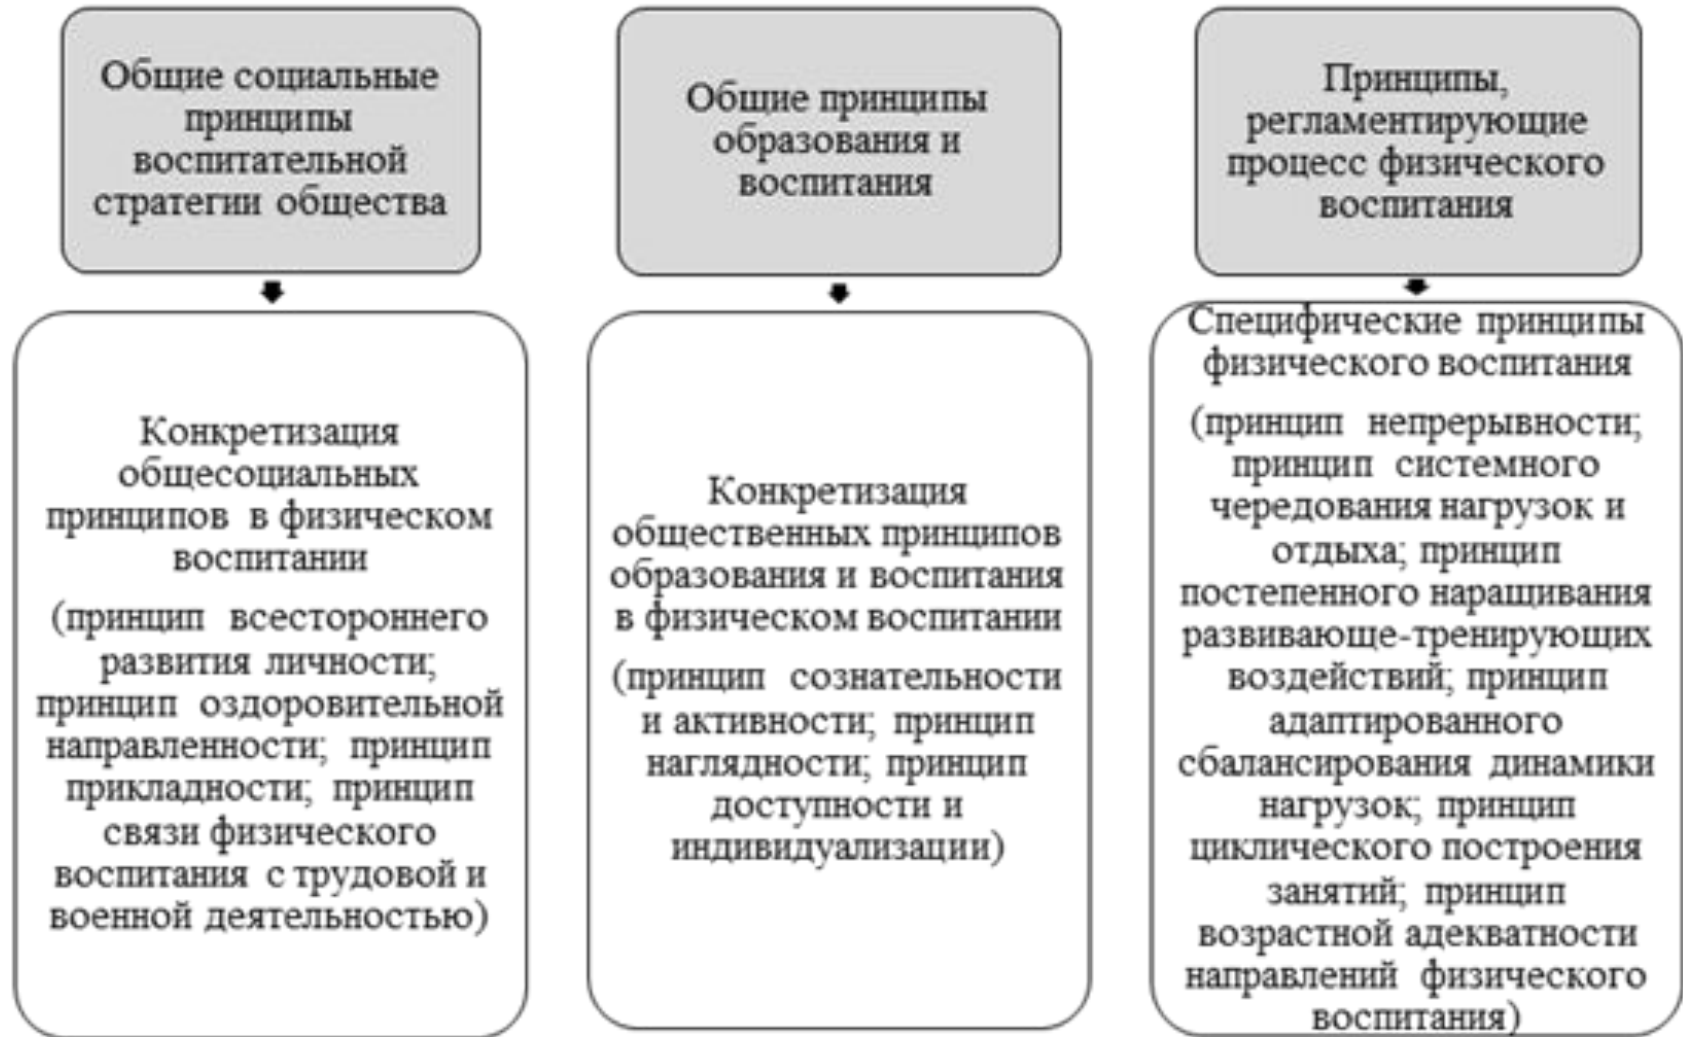 Общие социальные
принципы
воспитательной
стратегии общества
Конкретизация
общесоциальных
принципов в физическом
воспитании
(принцип всестороннего
развития личности;
принцип оздоровительной
направленности; принцип
прикладности; принцип
связи физического
воспитания с трудовой и
военной деятельностью)
Общие принципы
образования и
воспитания
Конкретизация
общественных принципов
образования и воспитания
в физическом воспитании
(принцип сознательности
и активности; принцип
наглядности; принцип
доступности и
индивидуализации)
Принципы,
регламентирующие
процесс физического
воспитания
Специфические принципы
физического воспитания
(принцип непрерывности;
принцип системного
чередования нагрузок и
отдыха; принцип
постепенного наращивания
развивающе-тренирующих
воздействий; принцип
адаптированного
сбалансирования динамики
нагрузок; принцип
циклического построения
занятий; принцип
возрастной адекватности
направлений физического
воспитания)